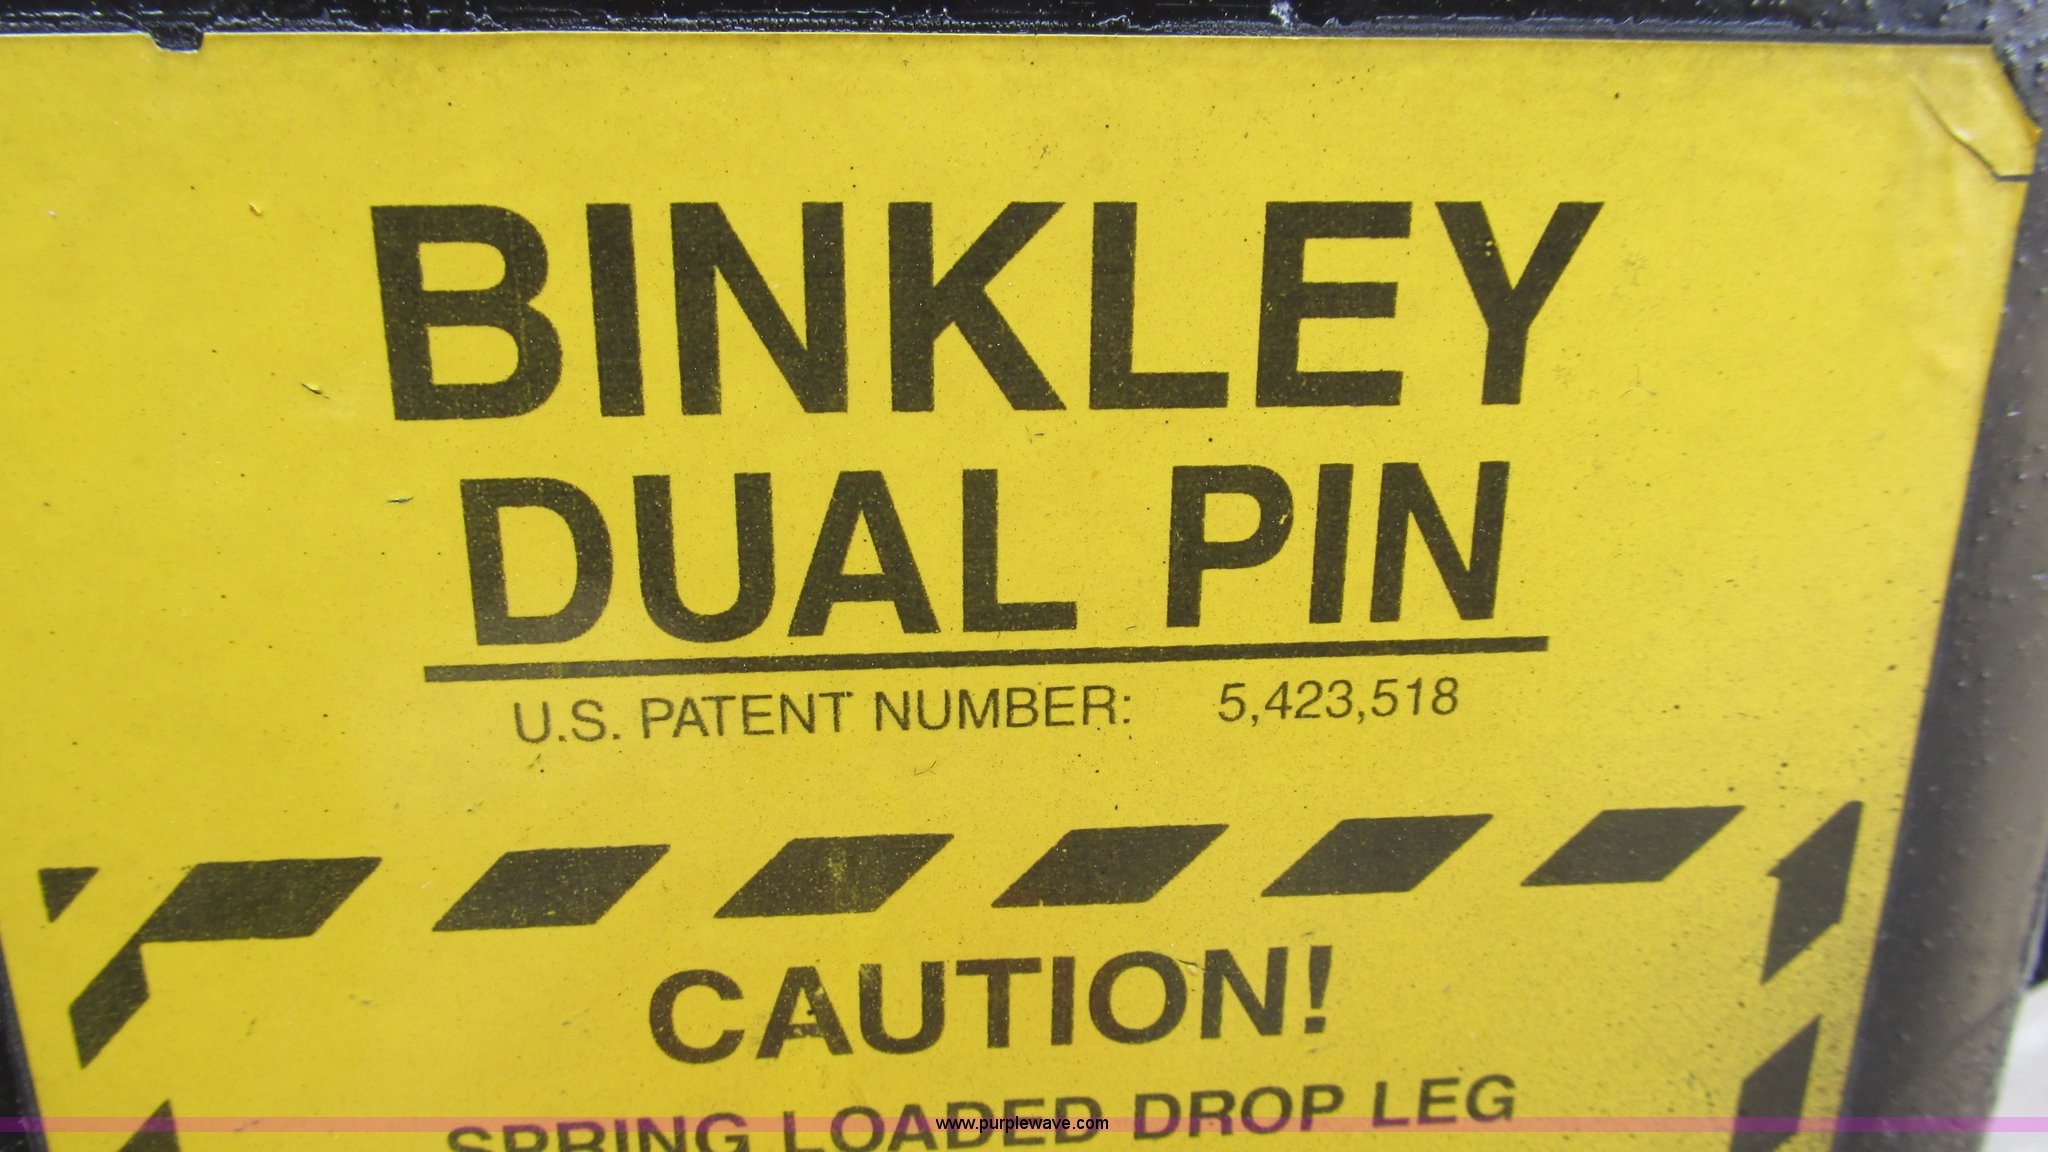 BINKLEY
DUAL PIN
U.S. PATENT NUMBER: 5,423,518
CAUTION!
SPRING LOADED DROP LEG
www.purplewave.com